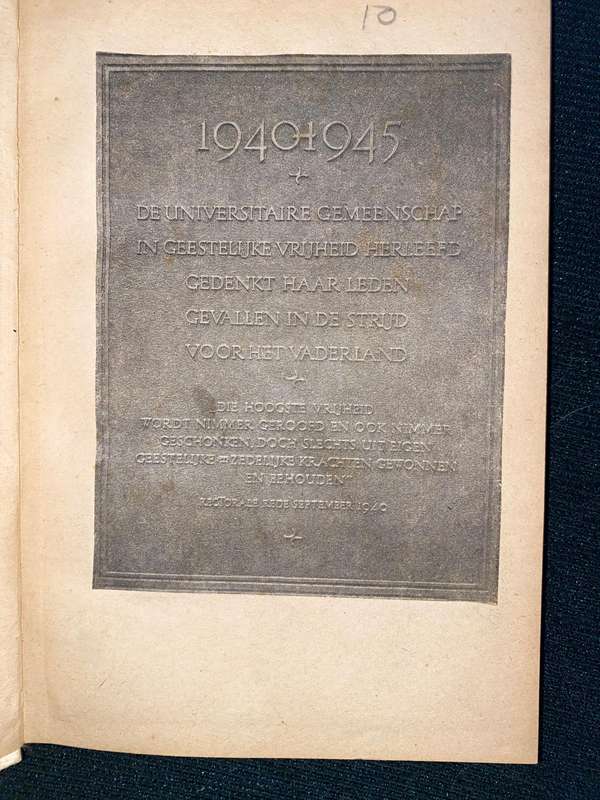 10
1940-1945
DE UNIVERSITAIRE GEMEENSCHAP
IN GEESTELIJKE VRIJHEID HERLEEFD
GEDENKT HAAR LEDEN
GEVALLEN IN DE STRIJD
VOOR HET VADERLAND
„DIE HOOGSTE VRIJHEID
WORDT NIMMER GEROOFD EN OOK NIMMER
GESCHONKEN, DOCH SLECHTS UIT EIGEN
GEESTELIJKE = ZEDELIJKE KRACHTEN GEWONNEN
EN BEHOUDEN"
RECTORALE REDE SEPTEMBER 1940